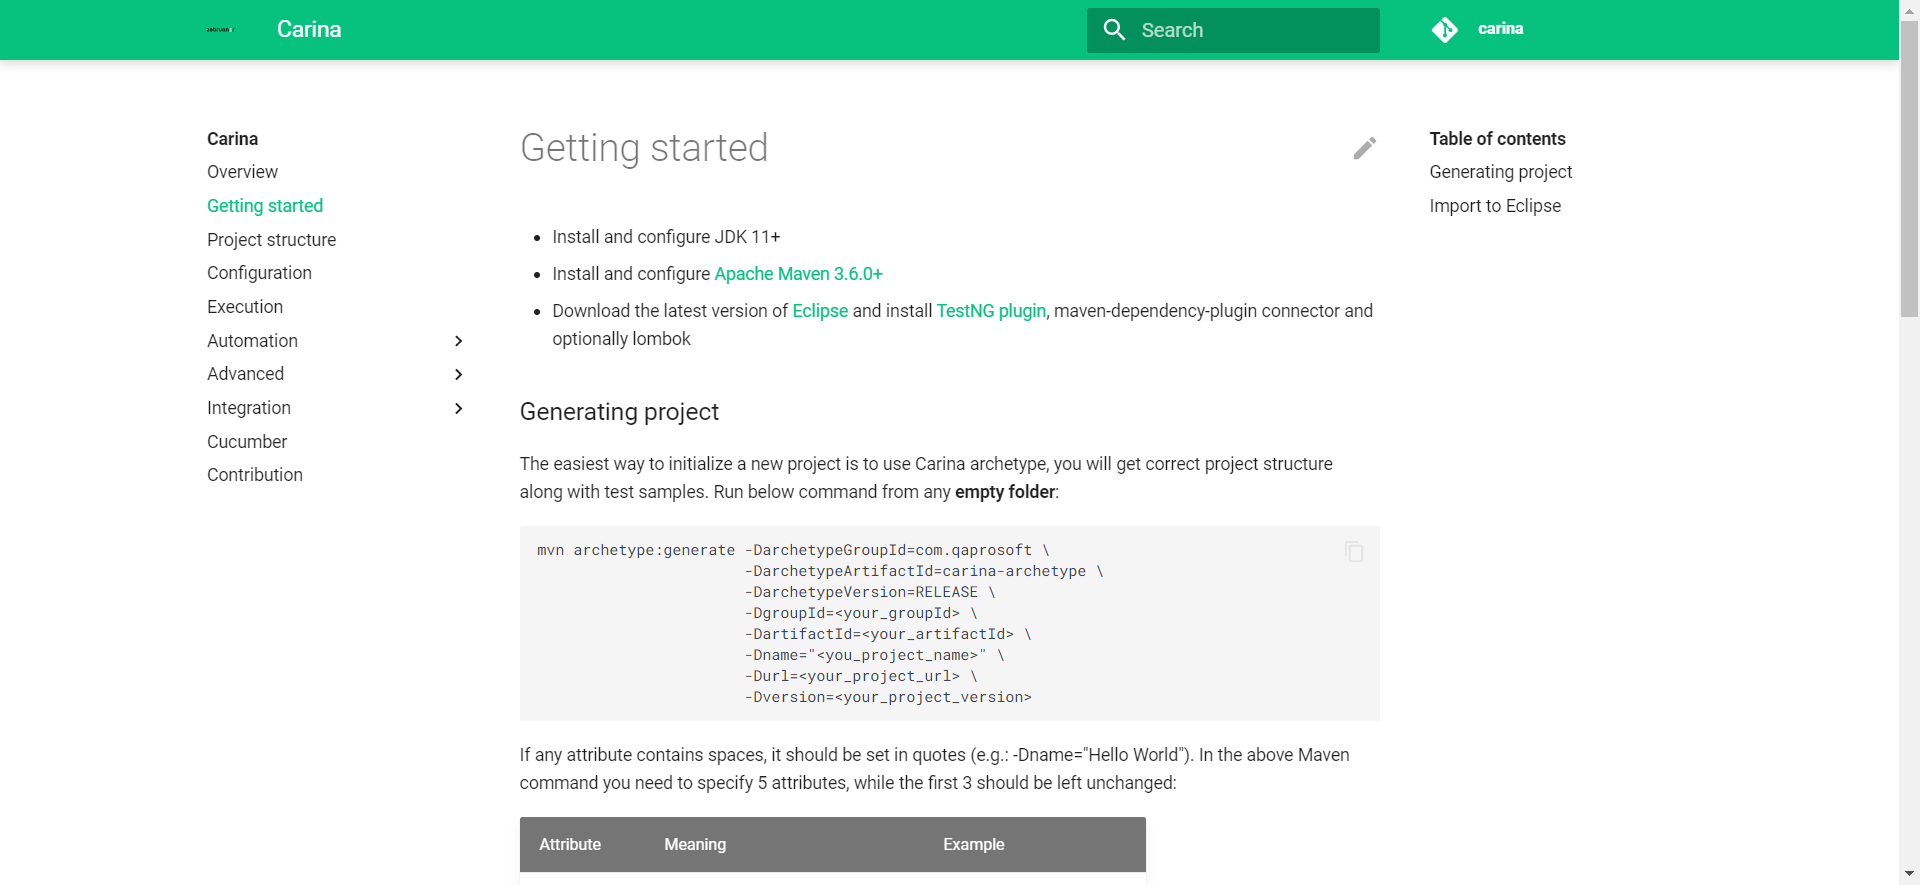 zebrunner
Carina
Search
carina
Carina
Overview
Getting started
Project structure
Configuration
Execution
Automation
Advanced
Integration
Cucumber
Contribution
Getting started
Install and configure JDK 11+
Install and configure Apache Maven 3.6.0+
Download the latest version of Eclipse and install TestNG plugin, maven-dependency-plugin connector and
optionally lombok
Generating project
The easiest way to initialize a new project is to use Carina archetype, you will get correct project structure
along with test samples. Run below command from any empty folder:
mvn archetype:generate -DarchetypeGroupId=com.qaprosoft \
-DarchetypeArtifactId=carina-archetype \
-DarchetypeVersion=RELEASE \
-DgroupId=<your_groupId> \
-DartifactId=<your_artifactId> \
-Dname="<you_project_name>" \
-Durl=<your_project_url> \
-Dversion=<your_project_version>
If any attribute contains spaces, it should be set in quotes (e.g.: -Dname="Hello World"). In the above Maven
command you need to specify 5 attributes, while the first 3 should be left unchanged:
Attribute Meaning Example
Table of contents
Generating project
Import to Eclipse